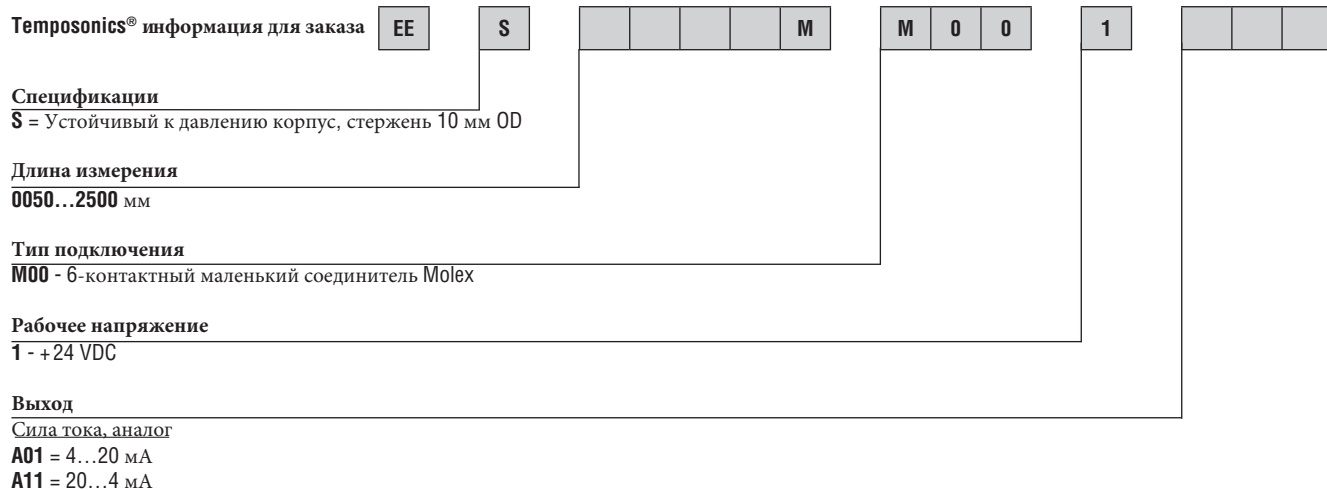 Temposonics® информация для заказа EE S M M 0 0 1
Спецификации
S = Устойчивый к давлению корпус, стержень 10 мм OD
Длина измерения
0050...2500 мм
Тип подключения
M00 - 6-контактный маленький соединитель Molex
Рабочее напряжение
1 - +24 VDC
Выход
Сила тока, аналог
A01 = 4...20 мА
A11 = 20...4 мА